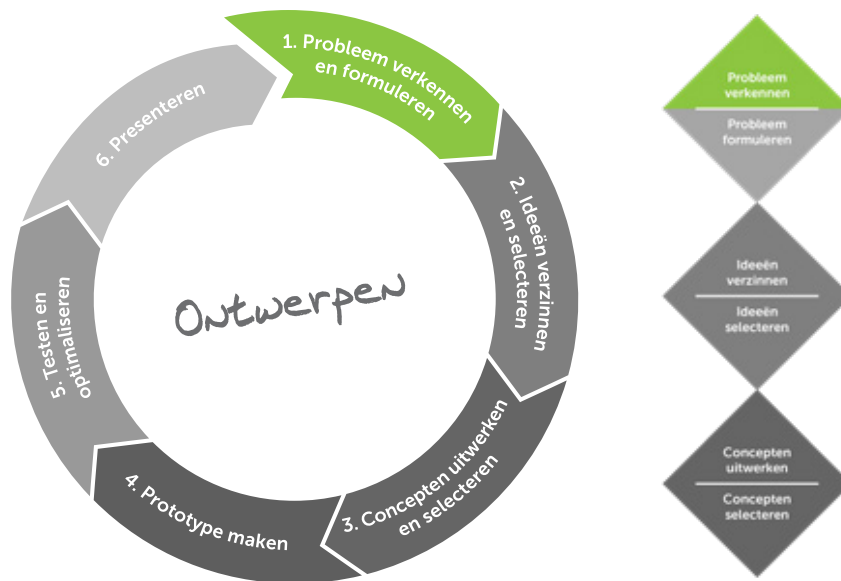 1. Probleem verkennen
en formuleren
2. Ideeën verzinnen
en selecteren
3. Concepten uitwerken
en selecteren
4. Prototype maken
5. Testen en
optimaliseren
6. Presenteren
Ontwerpen
Probleem
verkennen
Probleem
formuleren
Ideeën
verzinnen
Ideeën
selecteren
Concepten
uitwerken
Concepten
selecteren